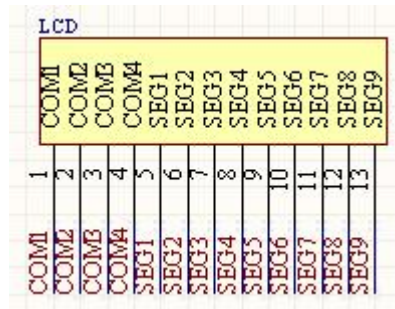 LCD
COM1 COM2 COM3 COM4 SEG1 SEG2 SEG3 SEG4 SEG5 SEG6 SEG7 SEG8 SEG9
1 2 3 4 5 6 7 8 9 10 11 12 13
COM1 COM2 COM3 COM4 SEG1 SEG2 SEG3 SEG4 SEG5 SEG6 SEG7 SEG8 SEG9